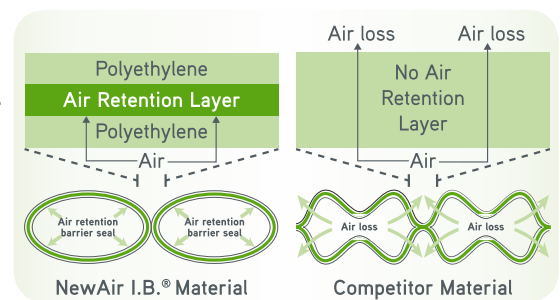 Air loss
Air loss
Polyethylene
Air Retention Layer
Polyethylene
Air
No Air
Retention
Layer
Air
Air retention
barrier seal
Air retention
barrier seal
Air loss
Air loss
NewAir I.B.® Material
Competitor Material